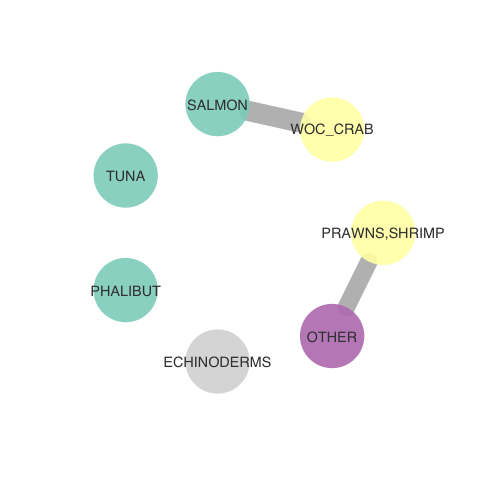 SALMON
WOC_CRAB
TUNA
PRAWNS,SHRIMP
PHALIBUT
OTHER
ECHINODERMS